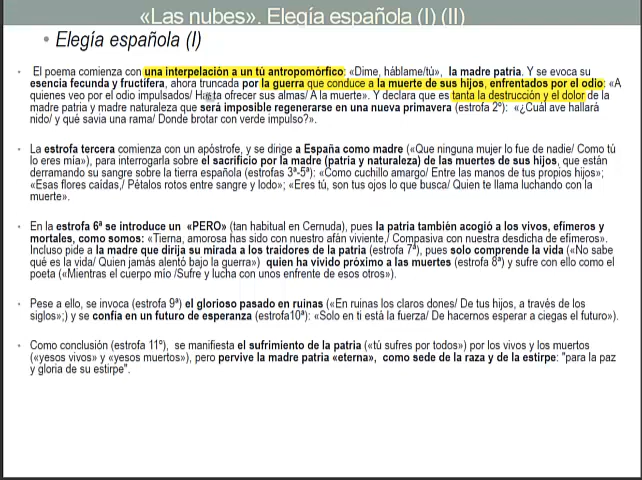 «Las nubes». Elegía española (I) (II)
• Elegía española (I)
• El poema comienza con una interpelación a un tú antropomórfico: «Dime, háblame/tú», la madre patria. Y se evoca su
esencia fecunda y fructífera, ahora truncada por la guerra que conduce a la muerte de sus hijos, enfrentados por el odio: «A
quienes veo por el odio impulsados/ Hasta ofrecer sus almas/ A la muerte». Y declara que es tanta la destrucción y el dolor de la
madre patria y madre naturaleza que será imposible regenerarse en una nueva primavera (estrofa 2ª): «¿Cuál ave hallará
nido/ y qué savia una rama/ Donde brotar con verde impulso?».
• La estrofa tercera comienza con un apóstrofe, y se dirige a España como madre («Que ninguna mujer lo fue de nadie/ Como tú
lo eres mía»), para interrogarla sobre el sacrificio por la madre (patria y naturaleza) de las muertes de sus hijos, que están
derramando su sangre sobre la tierra española (estrofas 3ª-5ª): «Como cuchillo amargo/ Entre las manos de tus propios hijos»;
«Esas flores caídas,/ Pétalos rotos entre sangre y lodo»; «Eres tú, son tus ojos lo que busca/ Quien te llama luchando con la
muerte».
• En la estrofa 6ª se introduce un «PERO» (tan habitual en Cernuda), pues la patria también acogió a los vivos, efímeros y
mortales, como somos: «Tierna, amorosa has sido con nuestro afán viviente,/ Compasiva con nuestra desdicha de efímeros».
Incluso pide a la madre que dirija su mirada a los traidores de la patria (estrofa 7ª), pues solo comprende la vida («No sabe
qué es la vida/ Quien jamás alentó bajo la guerra») quien ha vivido próximo a las muertes (estrofa 8ª) y sufre con ello como el
poeta («Mientras el cuerpo mío /Sufre y lucha con unos enfrente de esos otros»).
• Pese a ello, se invoca (estrofa 9ª) el glorioso pasado en ruinas («En ruinas los claros dones/ De tus hijos, a través de los
siglos»;) y se confía en un futuro de esperanza (estrofa10ª): «Solo en ti está la fuerza/ De hacernos esperar a ciegas el futuro»).
• Como conclusión (estrofa 11º), se manifiesta el sufrimiento de la patria («tú sufres por todos») por los vivos y los muertos
(«yesos vivos» y «yesos muertos»), pero pervive la madre patria «eterna», como sede de la raza y de la estirpe: "para la paz
y gloria de su estirpe".